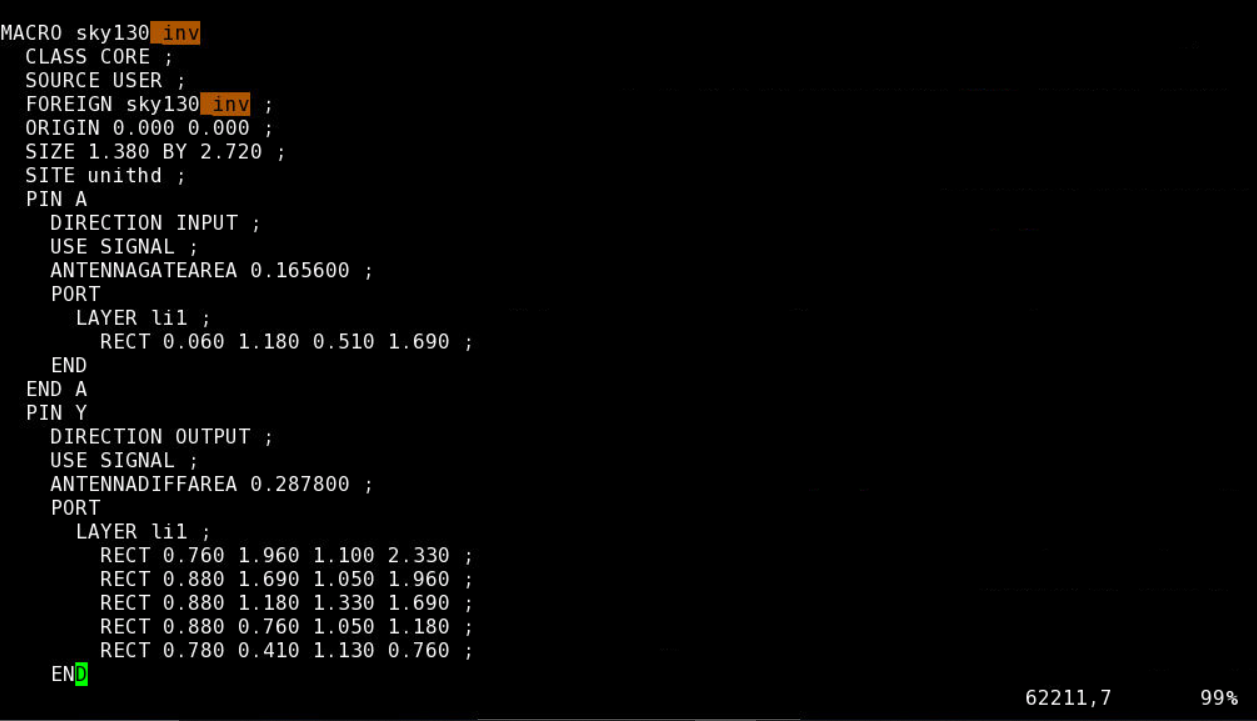 MACRO sky130_inv
  CLASS CORE ;
  SOURCE USER ;
  FOREIGN sky130_inv ;
  ORIGIN 0.000 0.000 ;
  SIZE 1.380 BY 2.720 ;
  SITE unithd ;
  PIN A
    DIRECTION INPUT ;
    USE SIGNAL ;
    ANTENNAGATEAREA 0.165600 ;
    PORT
      LAYER li1 ;
        RECT 0.060 1.180 0.510 1.690 ;
    END
  END A
  PIN Y
    DIRECTION OUTPUT ;
    USE SIGNAL ;
    ANTENNADIFFAREA 0.287800 ;
    PORT
      LAYER li1 ;
        RECT 0.760 1.960 1.100 2.330 ;
        RECT 0.880 1.690 1.050 1.960 ;
        RECT 0.880 1.180 1.330 1.690 ;
        RECT 0.880 0.760 1.050 1.180 ;
        RECT 0.780 0.410 1.130 0.760 ;
    END
62211,7 99%